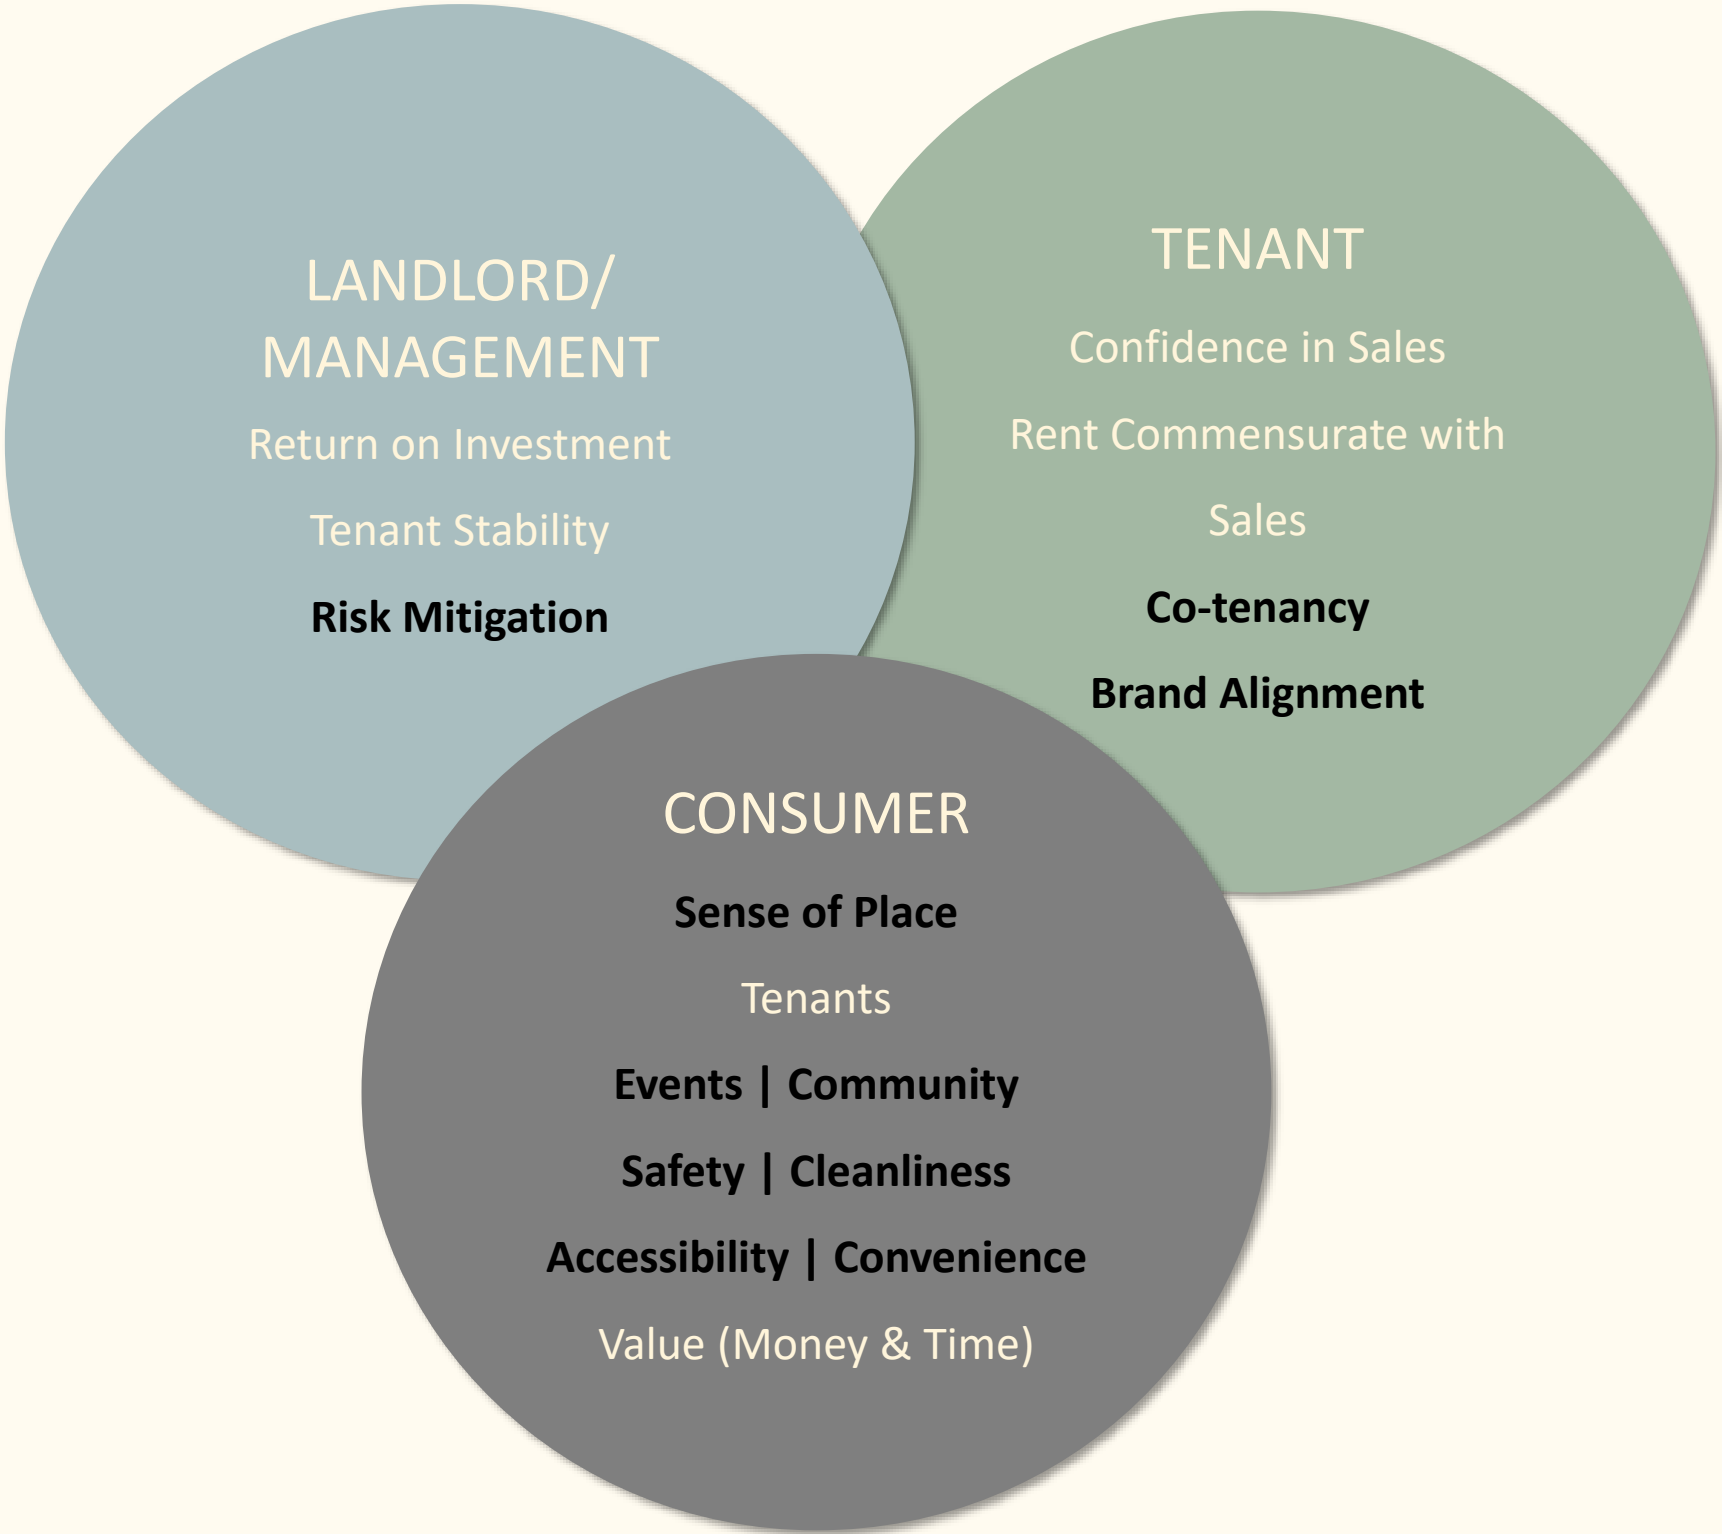 LANDLORD/
MANAGEMENT
Return on Investment
Tenant Stability
Risk Mitigation
TENANT
Confidence in Sales
Rent Commensurate with
Sales
Co-tenancy
Brand Alignment
CONSUMER
Sense of Place
Tenants
Events | Community
Safety | Cleanliness
Accessibility | Convenience
Value (Money & Time)